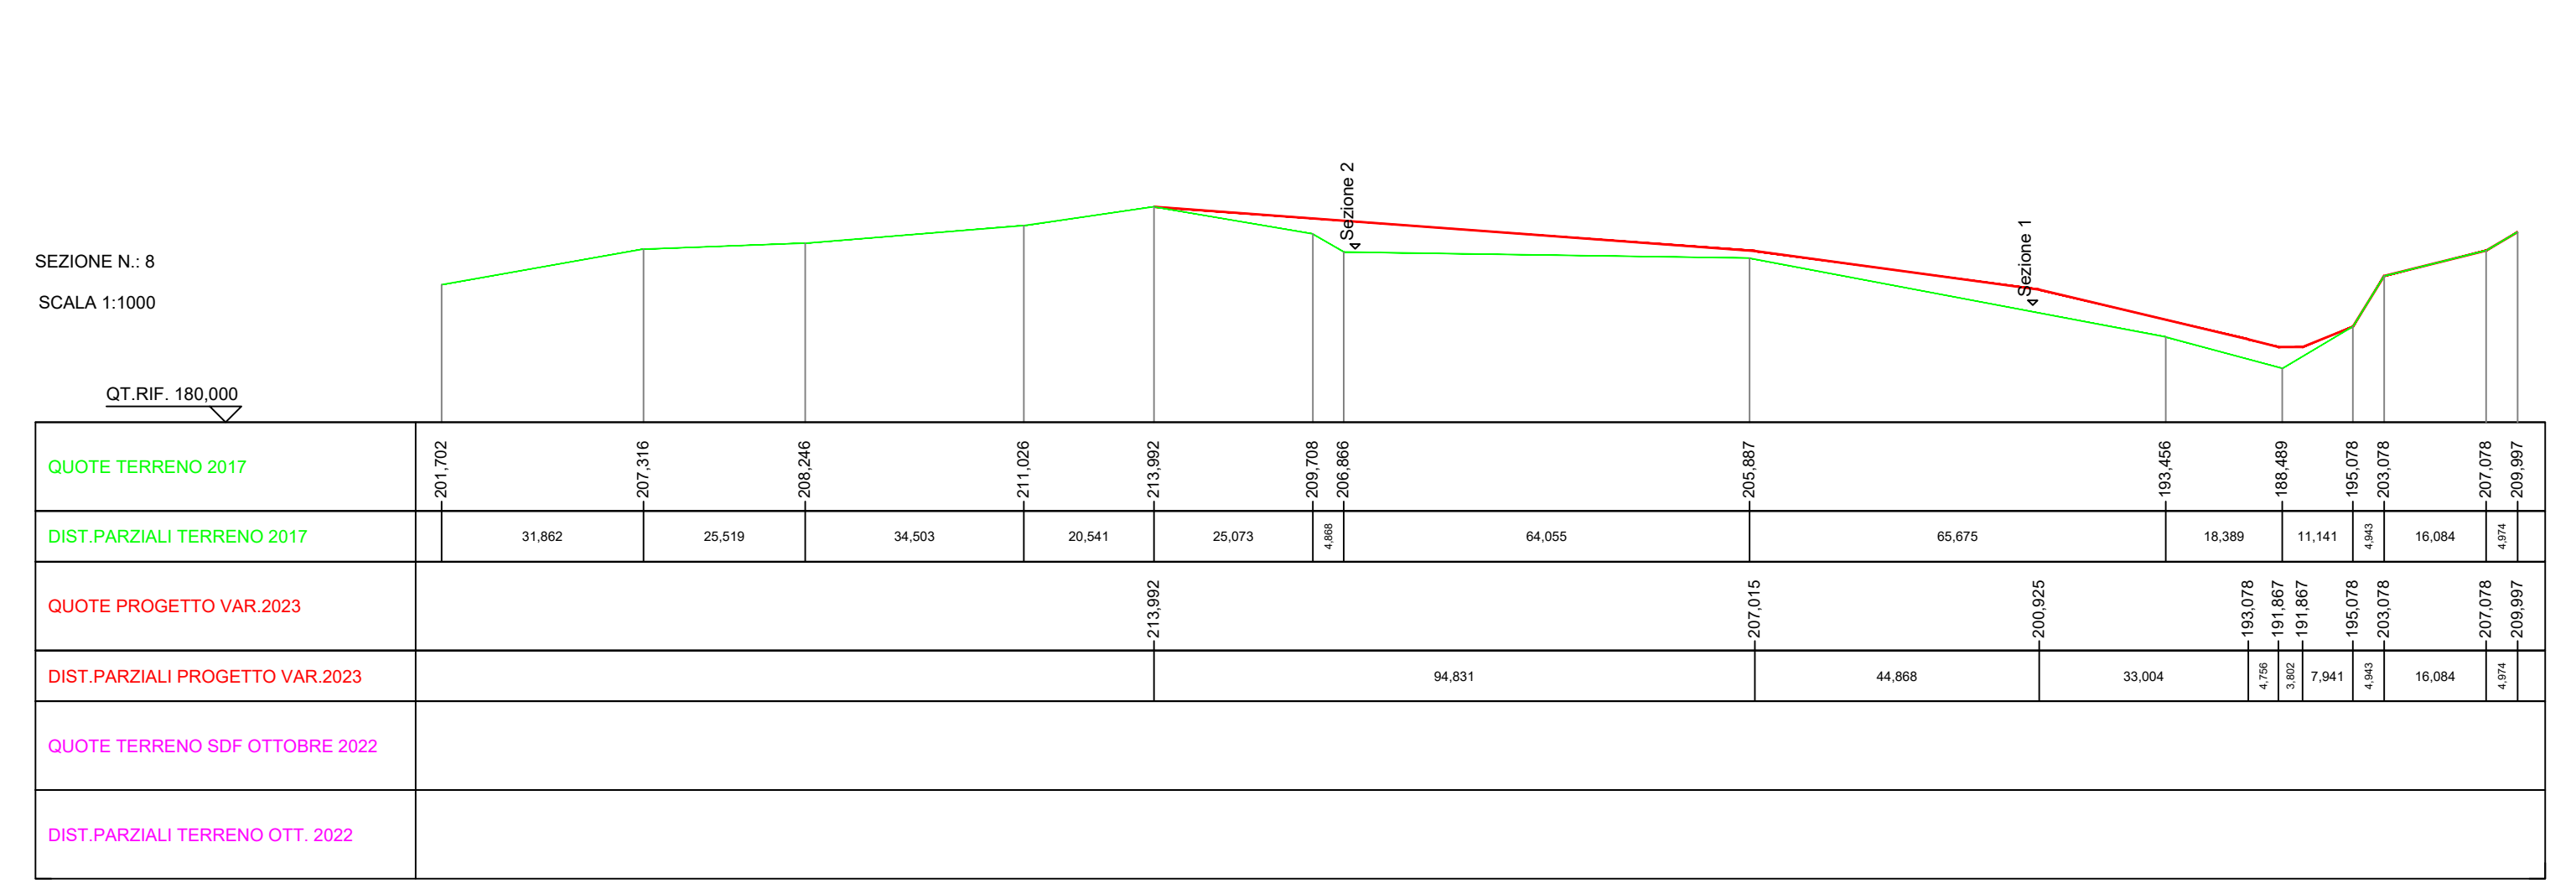 Sezione 2
Sezione 1
SEZIONE N.: 8
SCALA 1:1000
QT.RIF. 180,000
QUOTE TERRENO 2017
201,702 207,316 208,246 211,026 213,992 209,708 206,866 205,887 193,456 188,489 195,078 203,078 207,078 209,997
DIST.PARZIALI TERRENO 2017
31,862 25,519 34,503 20,541 25,073 4,868 64,055 65,675 18,389 11,141 4,943 16,084 4,974
QUOTE PROGETTO VAR.2023
213,992 207,015 200,925 193,078 191,867 191,867 195,078 203,078 207,078 209,997
DIST.PARZIALI PROGETTO VAR.2023
94,831 44,868 33,004 4,756 3,802 7,941 4,943 16,084 4,974
QUOTE TERRENO SDF OTTOBRE 2022
DIST.PARZIALI TERRENO OTT. 2022